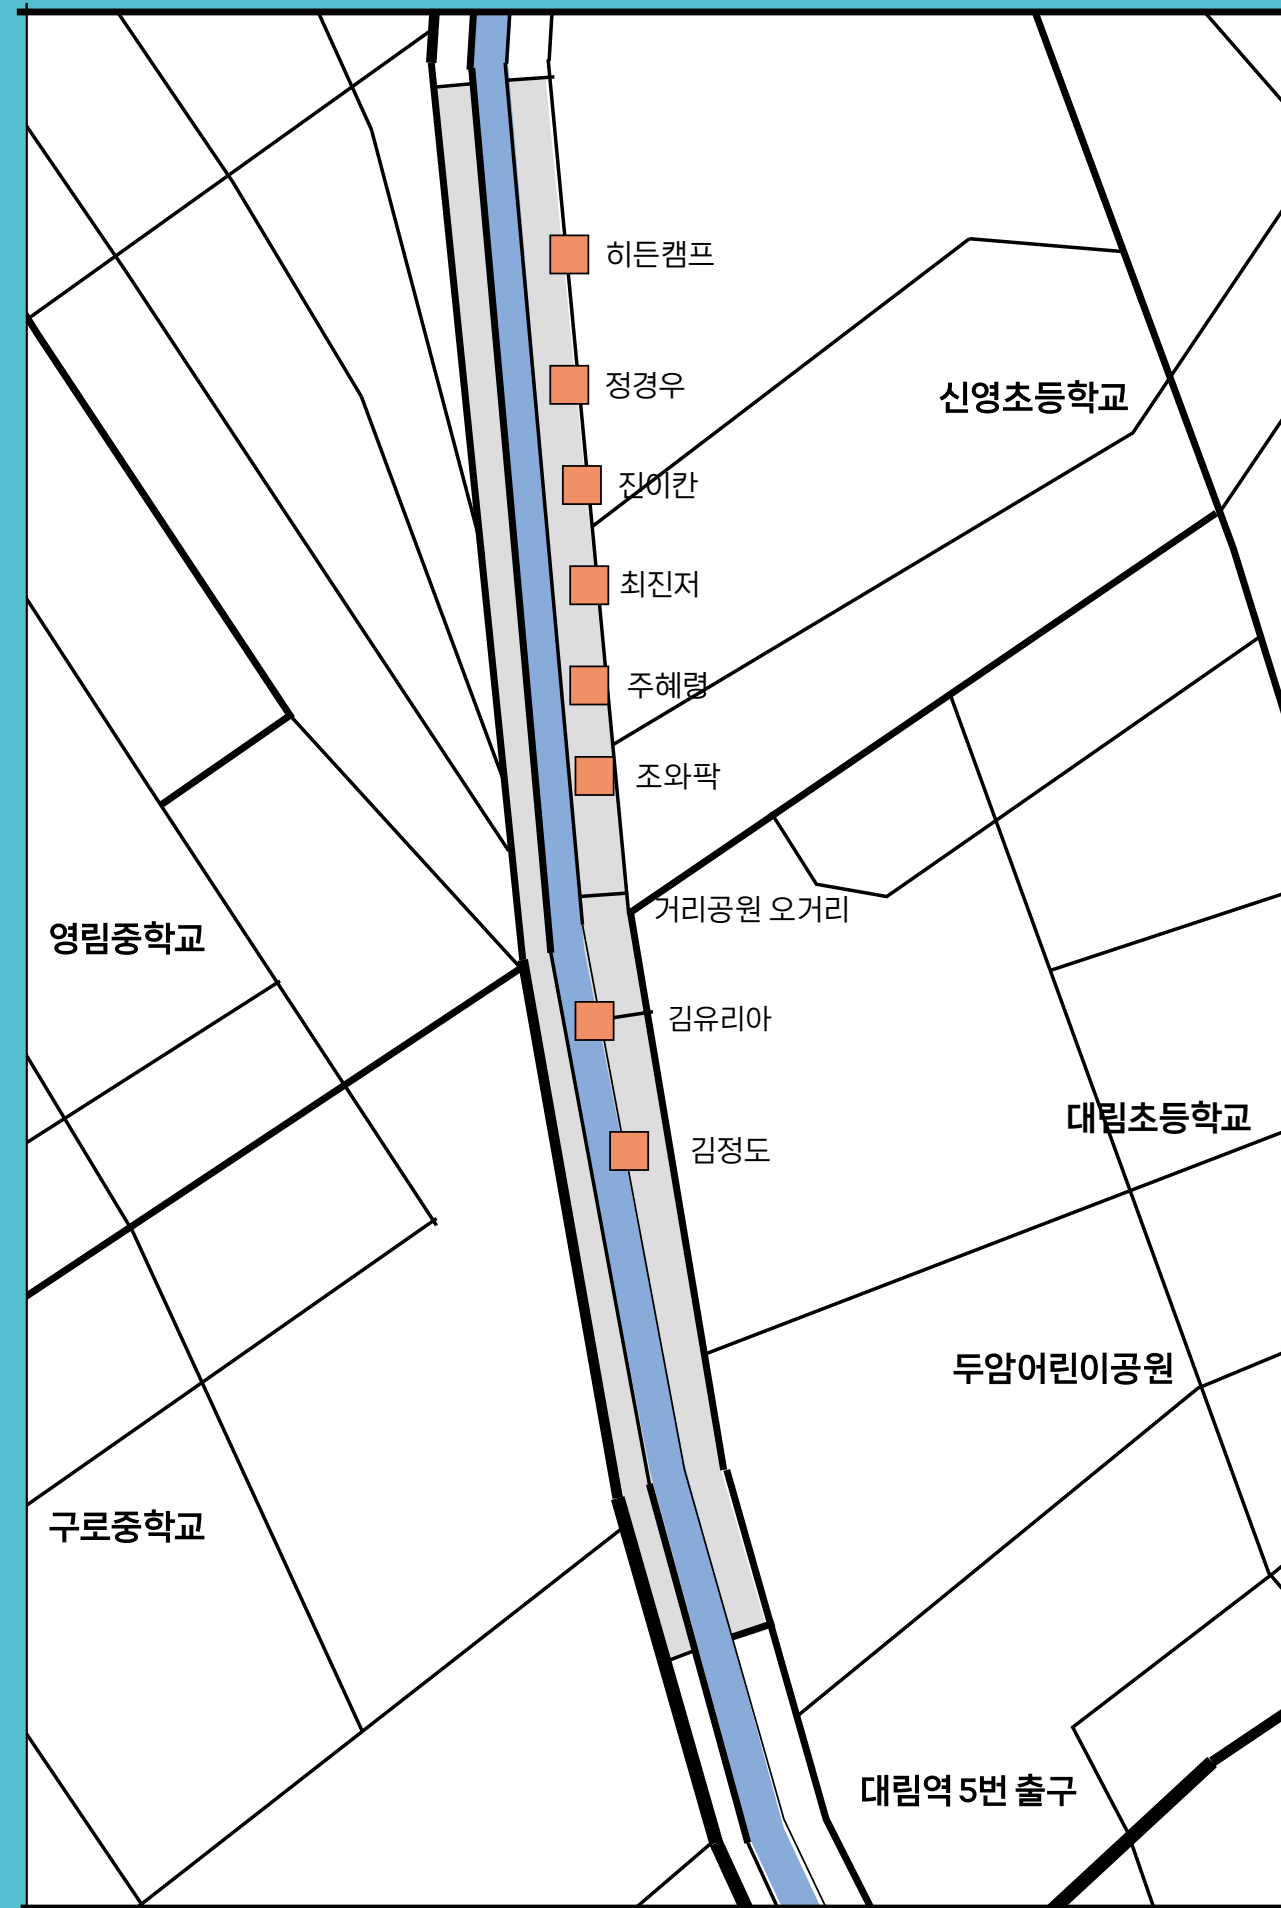 히든캠프
정경우
신영초등학교
진이칸
최진저
주혜령
조와팍
거리공원 오거리
영림중학교
김유리아
대림초등학교
김정도
두암어린이공원
구로중학교
대림역 5번 출구